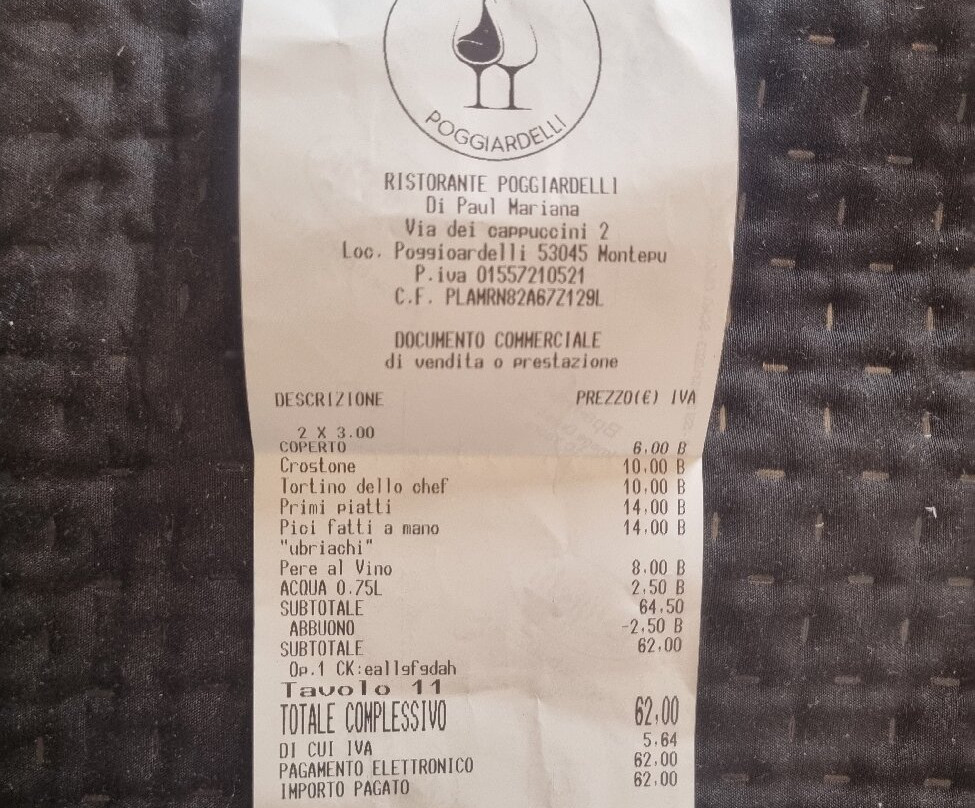 POGGIARDELLI
RISTORANTE POGGIARDELLI
Di Paul Mariana
Via dei cappuccini 2
Loc. Poggioardelli 53045 Montepu
P.iva 01557210521
C.F. PLAMRN82A67Z129L
DOCUMENTO COMMERCIALE
di vendita o prestazione
DESCRIZIONE PREZZO(€) IVA
2 X 3.00
COPERTO 6,00 B
Crostone 10,00 B
Tortino dello chef 10,00 B
Primi piatti 14,00 B
Pici fatti a mano 14,00 B
"ubriachi"
Pere al Vino 8,00 B
ACQUA 0.75L 2,50 B
SUBTOTALE 64,50
ABBUONO -2,50 B
SUBTOTALE 62,00
Op.1 CK:eall9f9dah
Tavolo 11
TOTALE COMPLESSIVO 62,00
DI CUI IVA 5,64
PAGAMENTO ELETTRONICO 62,00
IMPORTO PAGATO 62,00